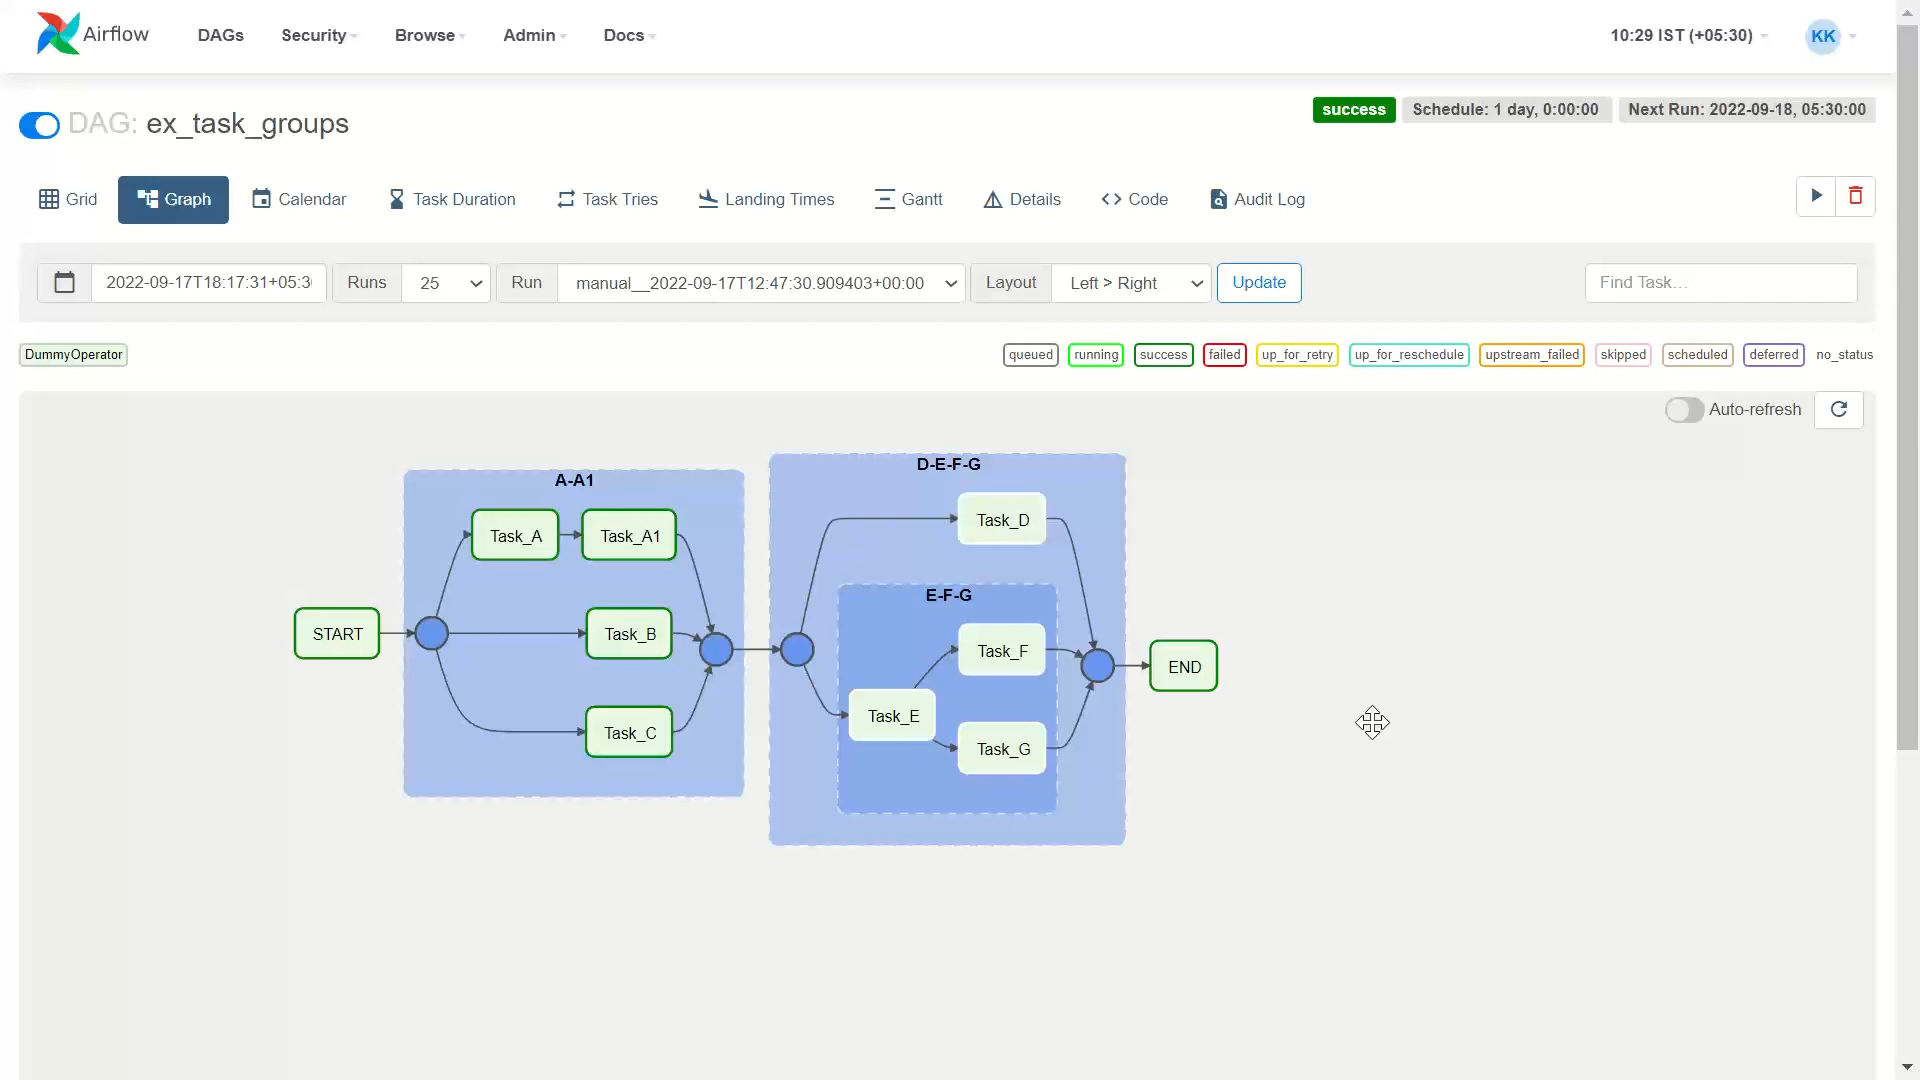 Airflow DAGs Security Browse Admin Docs 10:29 IST (+05:30) KK
DAG: ex_task_groups
success Schedule: 1 day, 0:00:00 Next Run: 2022-09-18, 05:30:00
Grid Graph Calendar Task Duration Task Tries Landing Times Gantt Details Code Audit Log
2022-09-17T18:17:31+05:3 Runs 25 Run manual__2022-09-17T12:47:30.909403+00:00 Layout Left > Right Update Find Task...
DummyOperator queued running success failed up_for_retry up_for_reschedule upstream_failed skipped scheduled deferred no_status
Auto-refresh
A-A1
Task_A
Task_A1
START
Task_B
Task_C
D-E-F-G
Task_D
E-F-G
Task_F
Task_E
Task_G
END